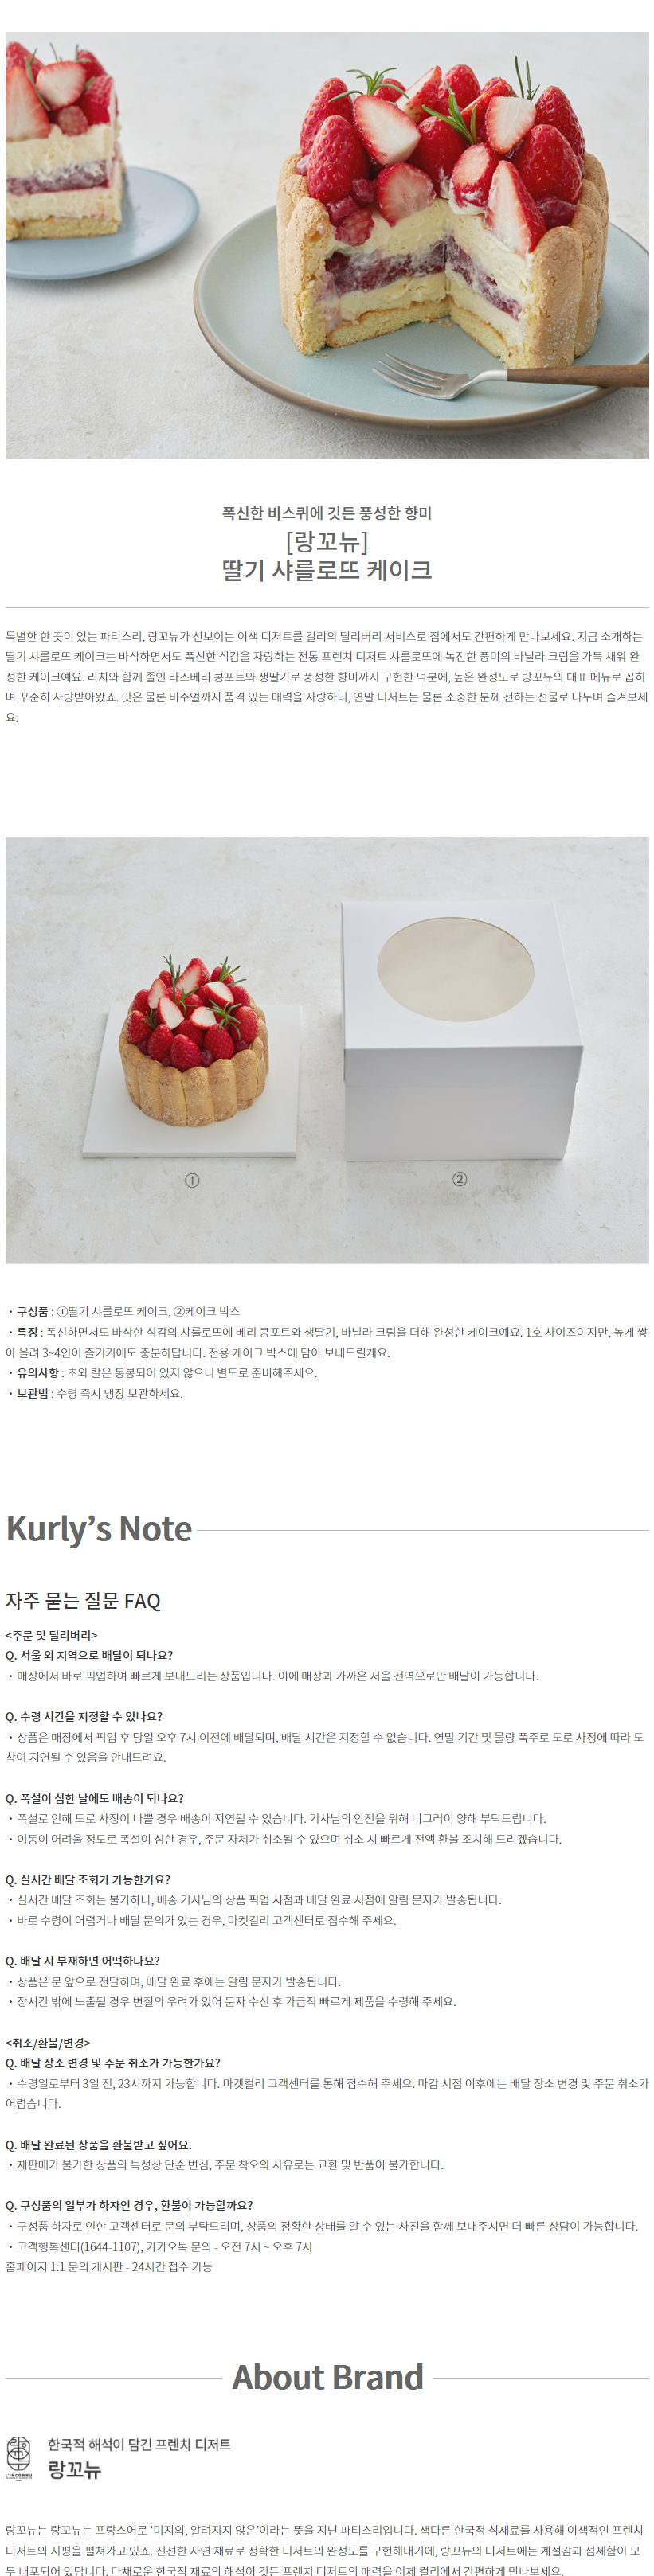 폭신한 비스퀴에 깃든 풍성한 향미
[랑꼬뉴]
딸기 샤를로뜨 케이크
특별한 한 끗이 있는 파티스리, 랑꼬뉴가 선보이는 이색 디저트를 컬리의 딜리버리 서비스로 집에서도 간편하게 만나보세요. 지금 소개하는
딸기 샤를로뜨 케이크는 바삭하면서도 폭신한 식감을 자랑하는 전통 프렌치 디저트 샤를로뜨에 녹진한 풍미의 바닐라 크림을 가득 채워 완
성한 케이크예요. 리치와 함께 졸인 라즈베리 콩포트와 생딸기로 풍성한 향미까지 구현한 덕분에, 높은 완성도로 랑꼬뉴의 대표 메뉴로 꼽히
며 꾸준히 사랑받아왔죠. 맛은 물론 비주얼까지 품격 있는 매력을 자랑하니, 연말 디저트는 물론 소중한 분께 전하는 선물로 나누며 즐겨보세
요.
① ②
・구성품 : ①딸기 샤를로뜨 케이크, ②케이크 박스
・특징 : 폭신하면서도 바삭한 식감의 샤를로뜨에 베리 콩포트와 생딸기, 바닐라 크림을 더해 완성한 케이크예요. 1호 사이즈이지만, 높게 쌓
아 올려 3~4인이 즐기기에도 충분하답니다. 전용 케이크 박스에 담아 보내드릴게요.
・유의사항 : 초와 칼은 동봉되어 있지 않으니 별도로 준비해주세요.
・보관법 : 수령 즉시 냉장 보관하세요.
Kurly’s Note
자주 묻는 질문 FAQ
<주문 및 딜리버리>
Q. 서울 외 지역으로 배달이 되나요?
・매장에서 바로 픽업하여 빠르게 보내드리는 상품입니다. 이에 매장과 가까운 서울 전역으로만 배달이 가능합니다.
Q. 수령 시간을 지정할 수 있나요?
・상품은 매장에서 픽업 후 당일 오후 7시 이전에 배달되며, 배달 시간은 지정할 수 없습니다. 연말 기간 및 물량 폭주로 도로 사정에 따라 도
착이 지연될 수 있음을 안내드려요.
Q. 폭설이 심한 날에도 배송이 되나요?
・폭설로 인해 도로 사정이 나쁠 경우 배송이 지연될 수 있습니다. 기사님의 안전을 위해 너그러이 양해 부탁드립니다.
・이동이 어려울 정도로 폭설이 심한 경우, 주문 자체가 취소될 수 있으며 취소 시 빠르게 전액 환불 조치해 드리겠습니다.
Q. 실시간 배달 조회가 가능한가요?
・실시간 배달 조회는 불가하나, 배송 기사님의 상품 픽업 시점과 배달 완료 시점에 알림 문자가 발송됩니다.
・바로 수령이 어렵거나 배달 문의가 있는 경우, 마켓컬리 고객센터로 접수해 주세요.
Q. 배달 시 부재하면 어떡하나요?
・상품은 문 앞으로 전달하며, 배달 완료 후에는 알림 문자가 발송됩니다.
・장시간 밖에 노출될 경우 변질의 우려가 있어 문자 수신 후 가급적 빠르게 제품을 수령해 주세요.
<취소/환불/변경>
Q. 배달 장소 변경 및 주문 취소가 가능한가요?
・수령일로부터 3일 전, 23시까지 가능합니다. 마켓컬리 고객센터를 통해 접수해 주세요. 마감 시점 이후에는 배달 장소 변경 및 주문 취소가
어렵습니다.
Q. 배달 완료된 상품을 환불받고 싶어요.
・재판매가 불가한 상품의 특성상 단순 변심, 주문 착오의 사유로는 교환 및 반품이 불가합니다.
Q. 구성품의 일부가 하자인 경우, 환불이 가능할까요?
・구성품 하자로 인한 고객센터로 문의 부탁드리며, 상품의 정확한 상태를 알 수 있는 사진을 함께 보내주시면 더 빠른 상담이 가능합니다.
・고객행복센터(1644-1107), 카카오톡 문의 - 오전 7시 ~ 오후 7시
홈페이지 1:1 문의 게시판 - 24시간 접수 가능
About Brand
한국적 해석이 담긴 프렌치 디저트
랑꼬뉴
L'INCONNU
랑꼬뉴는 랑꼬뉴는 프랑스어로 ‘미지의, 알려지지 않은’이라는 뜻을 지닌 파티스리입니다. 색다른 한국적 식재료를 사용해 이색적인 프렌치
디저트의 지평을 펼쳐가고 있죠. 신선한 자연 재료로 정확한 디저트의 완성도를 구현해내기에, 랑꼬뉴의 디저트에는 계절감과 섬세함이 모
두 내포되어 있답니다. 다채로운 한국적 재료의 해석이 깃든 프렌치 디저트의 매력을 이제 컬리에서 간편하게 만나보세요.